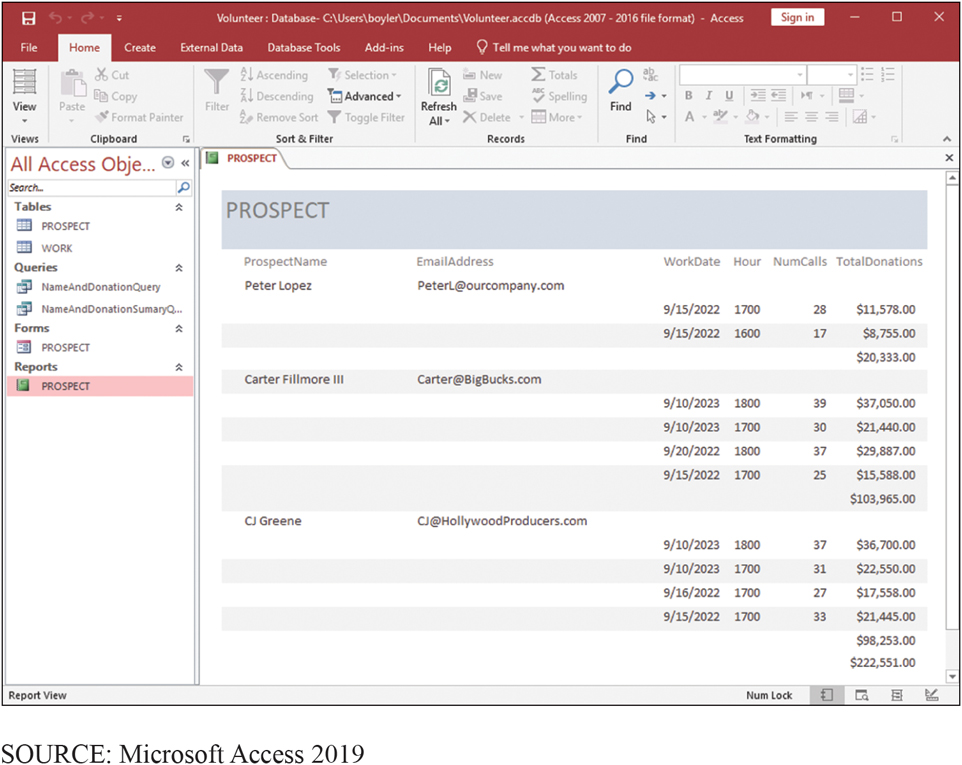 Volunteer : Database- C:\Users\boyler\Documents\Volunteer.accdb (Access 2007 - 2016 file format) - Access Sign in
File Home Create External Data Database Tools Add-ins Help Tell me what you want to do
View
Views
Paste
Cut
Copy
Format Painter
Clipboard
Filter
Ascending
Descending
Remove Sort
Selection
Advanced
Toggle Filter
Sort & Filter
Refresh
All
New
Save
Delete
Totals
Spelling
More
Records
Find
Find
B I U
A
Text Formatting
All Access Obje...
Search...
Tables
PROSPECT
WORK
Queries
NameAndDonationQuery
NameAndDonationSumaryQ...
Forms
PROSPECT
Reports
PROSPECT
PROSPECT
PROSPECT
ProspectName EmailAddress WorkDate Hour NumCalls TotalDonations
Peter Lopez PeterL@ourcompany.com
9/15/2022 1700 28 $11,578.00
9/15/2022 1600 17 $8,755.00
$20,333.00
Carter Fillmore III Carter@BigBucks.com
9/10/2023 1800 39 $37,050.00
9/10/2023 1700 30 $21,440.00
9/20/2022 1800 37 $29,887.00
9/15/2022 1700 25 $15,588.00
$103,965.00
CJ Greene CJ@HollywoodProducers.com
9/10/2023 1800 37 $36,700.00
9/10/2023 1700 31 $22,550.00
9/16/2022 1700 27 $17,558.00
9/15/2022 1700 33 $21,445.00
$98,253.00
$222,551.00
Report View Num Lock
SOURCE: Microsoft Access 2019